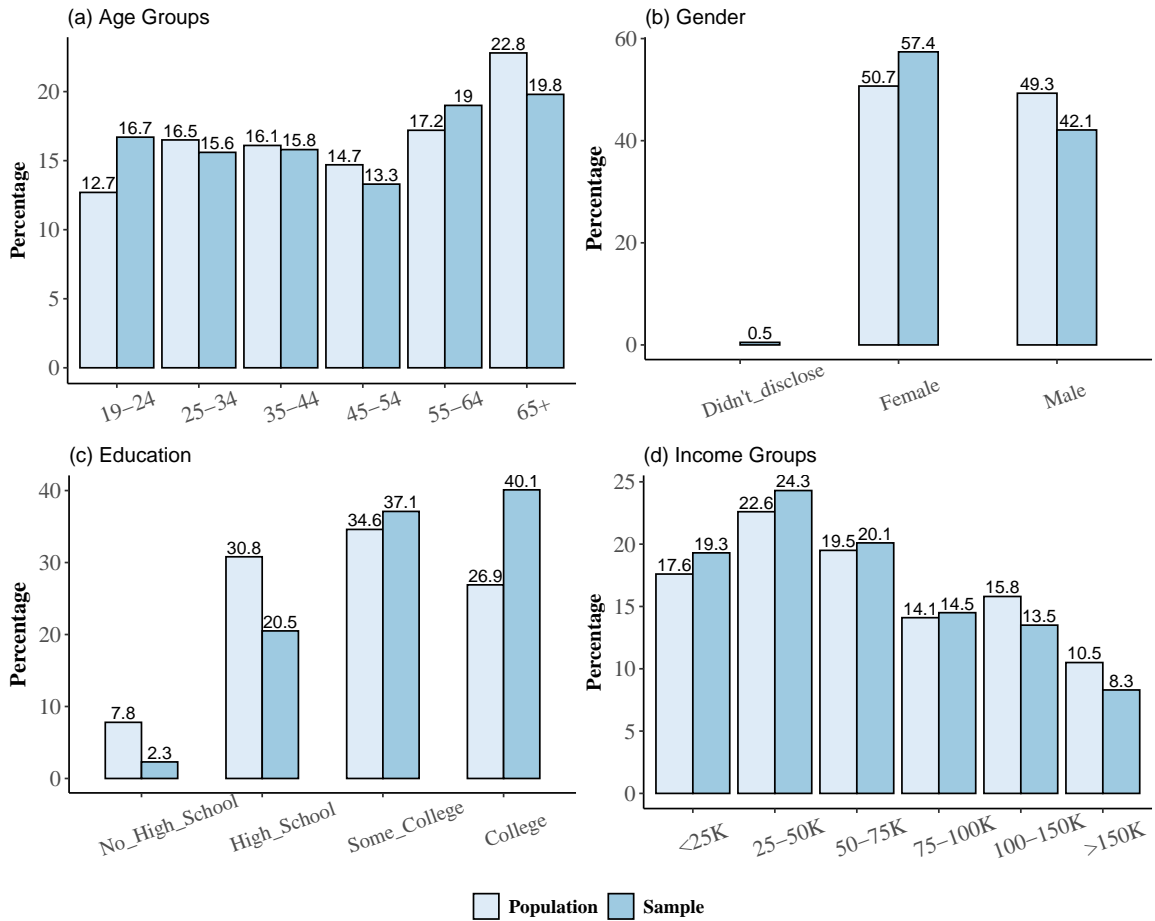 (a) Age Groups
Percentage
20
15
10
5
0
12.7
16.7
16.5
15.6
16.1
15.8
14.7
13.3
17.2
19
22.8
19.8
19−24
25−34
35−44
45−54
55−64
65+
(b) Gender
Percentage
60
40
20
0
0.5
50.7
57.4
49.3
42.1
Didn't_disclose
Female
Male
(c) Education
Percentage
40
30
20
10
0
7.8
2.3
30.8
20.5
34.6
37.1
26.9
40.1
No_High_School
High_School
Some_College
College
(d) Income Groups
Percentage
25
20
15
10
5
0
17.6
19.3
22.6
24.3
19.5
20.1
14.1
14.5
15.8
13.5
10.5
8.3
<25K
25−50K
50−75K
75−100K
100−150K
>150K
Population
Sample